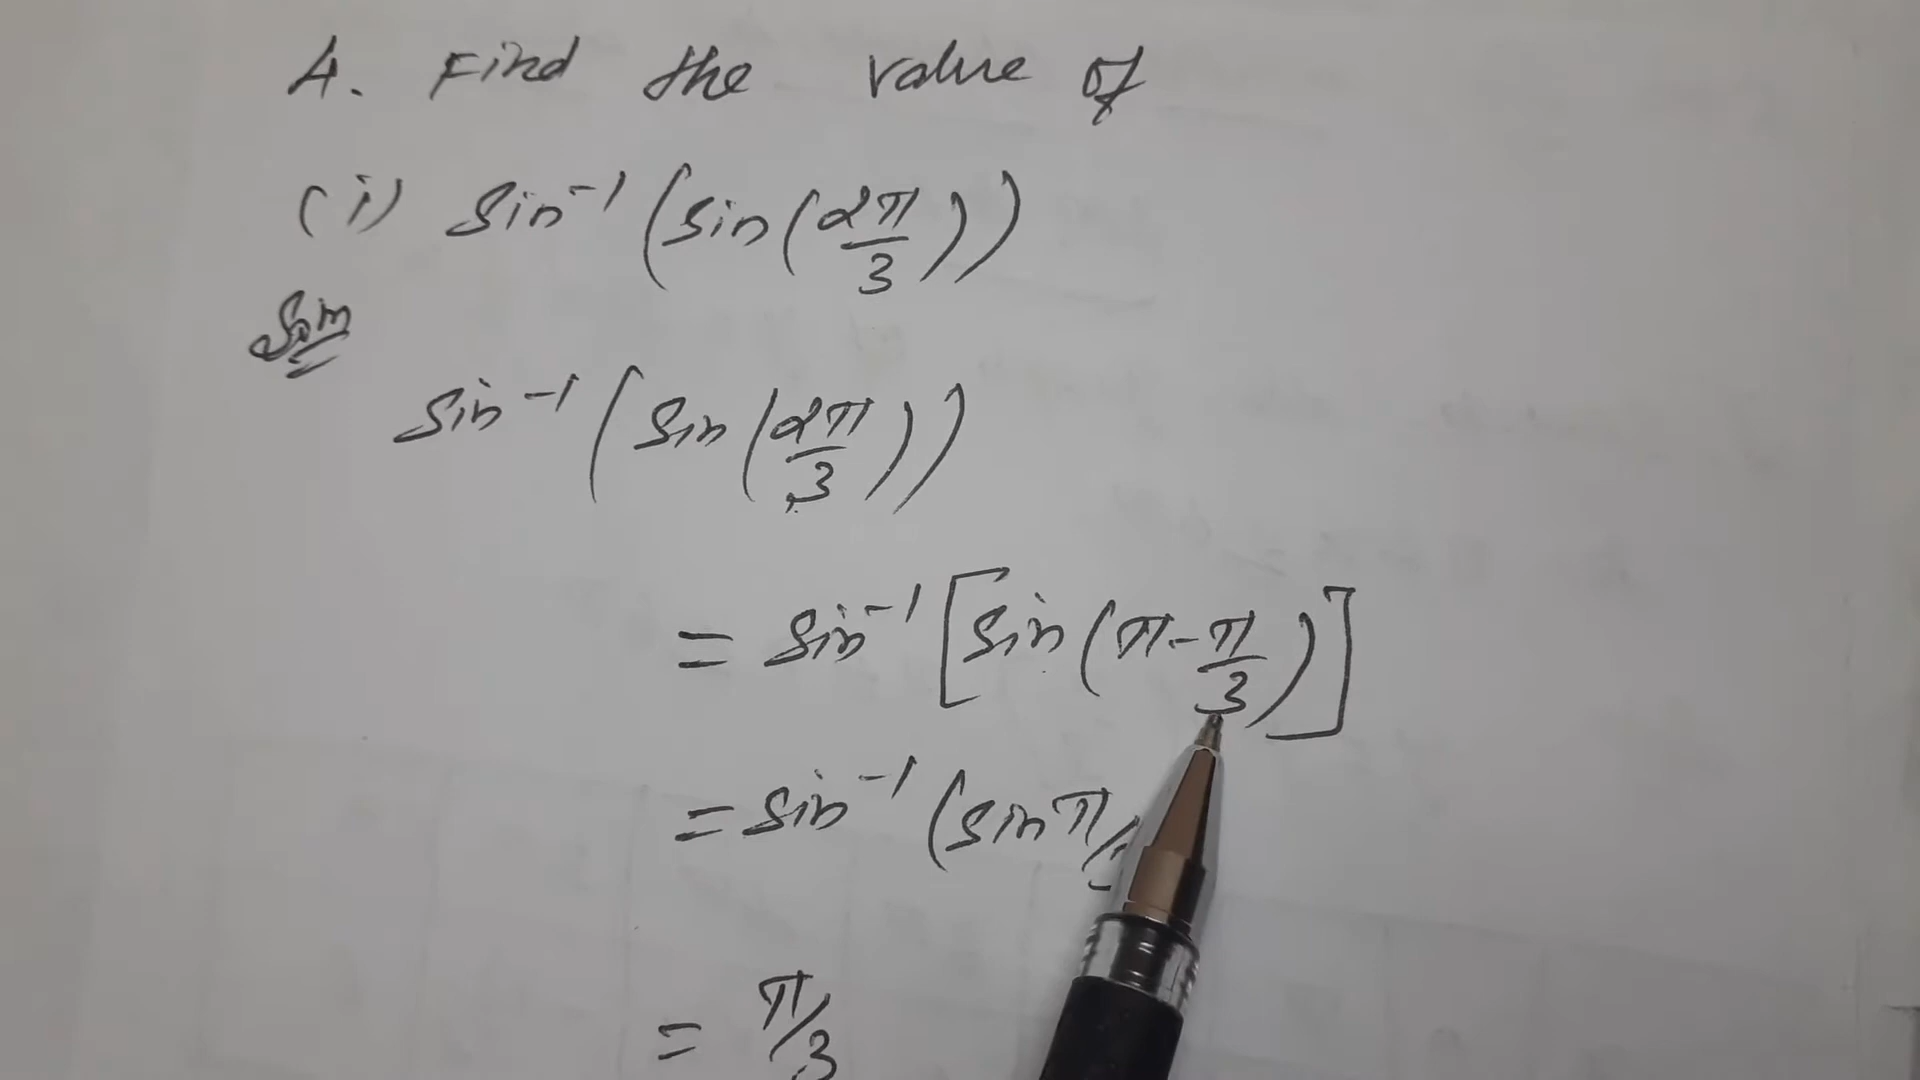 4. Find the value of
(i) sin⁻¹(sin(2π/3))
Soln
sin⁻¹(sin(2π/3))
= sin⁻¹[sin(π-π/3)]
= sin⁻¹(sin π/
= π/3